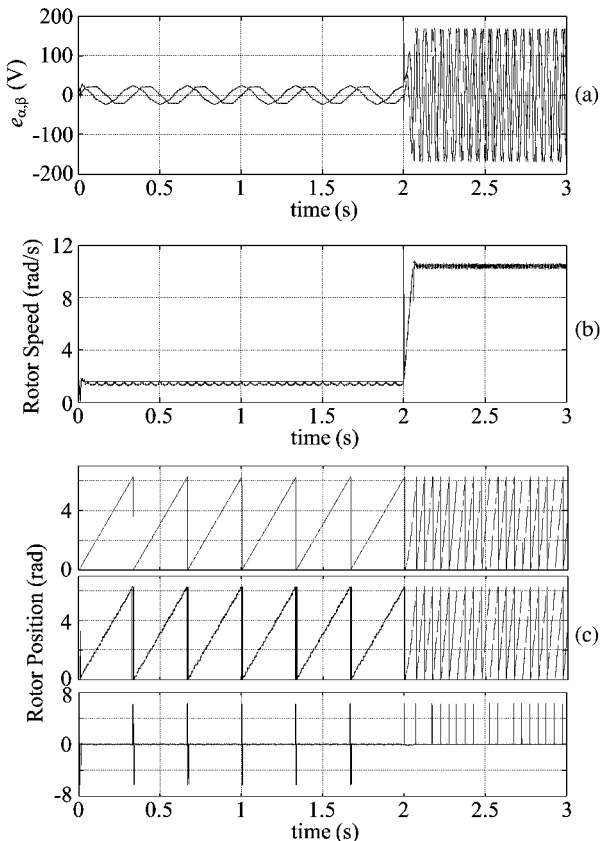 200
100
0
-100
-200
e_α,β (V)
0 0.5 1 1.5 2 2.5 3
time (s)
(a)
12
8
4
0
Rotor Speed (rad/s)
0 0.5 1 1.5 2 2.5 3
time (s)
(b)
4
0
4
0
8
0
-8
Rotor Position (rad)
(c)
0 0.5 1 1.5 2 2.5 3
time (s)